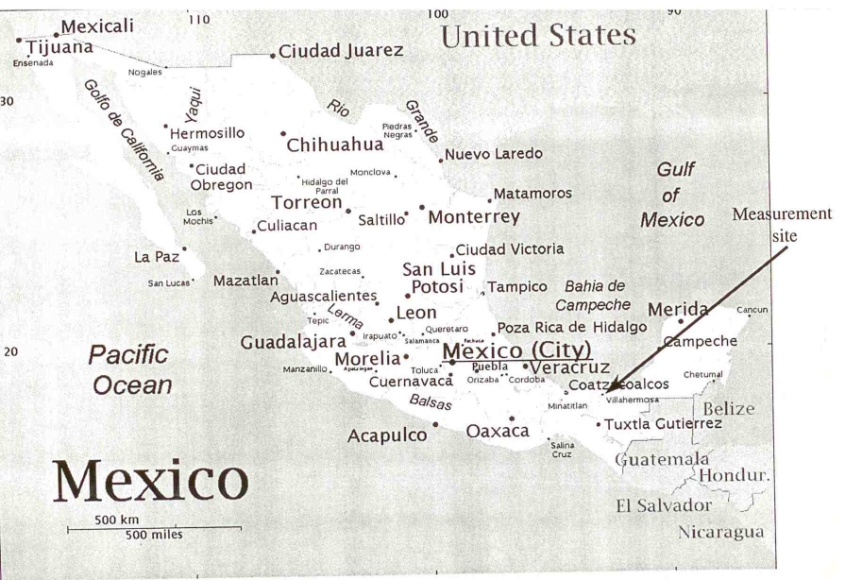 110
100
90
Mexicali
Tijuana
Ensenada
Nogales
Ciudad Juarez
United States
30
Golfo de California
Yaqui
Rio
Grande
Hermosillo
Guaymas
Chihuahua
Piedras
Negras
Nuevo Laredo
Ciudad
Obregon
Hidalgo del
Parral
Monclova
Gulf
of
Mexico
Matamoros
Torreon
Los
Mochis
Culiacan
Saltillo
Monterrey
Measurement
site
La Paz
Durango
Ciudad Victoria
San Lucas
Mazatlan
Zacatecas
San Luis
Potosi
Tampico
Bahia de
Campeche
Aguascalientes
Leon
Merida
Cancun
Tepic
Lerma
Queretaro
Poza Rica de Hidalgo
Guadalajara
Irapuato
Salamanca
Pachuca
Campeche
20
Pacific
Ocean
Morelia
Mexico (City)
Manzanillo
Apatzingan
Toluca
Puebla
Veracruz
Cuernavaca
Orizaba
Cordoba
Coatzacoalcos
Chetumal
Balsas
Minatitlan
Villahermosa
Belize
Acapulco
Oaxaca
Tuxtla Gutierrez
Salina
Cruz
Guatemala
Hondur.
Mexico
El Salvador
500 km
500 miles
Nicaragua